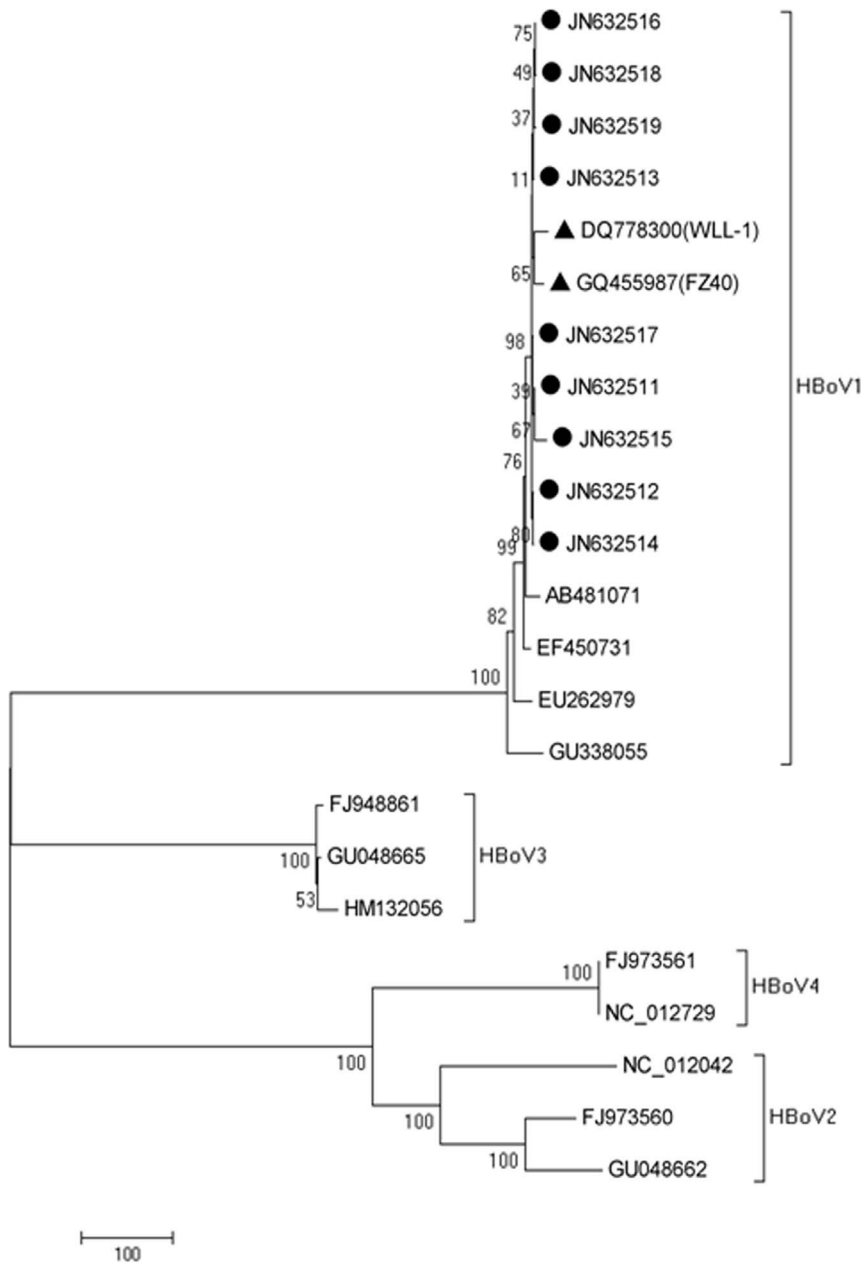 75
JN632516
49
JN632518
37
JN632519
11
JN632513
DQ778300(WLL-1)
65
GQ455987(FZ40)
98
JN632517
39
JN632511
HBoV1
67
JN632515
76
JN632512
80
99
JN632514
AB481071
82
EF450731
100
EU262979
GU338055
FJ948861
100
GU048665
HBoV3
53
HM132056
100
FJ973561
HBoV4
NC_012729
100
NC_012042
100
FJ973560
HBoV2
100
GU048662
100